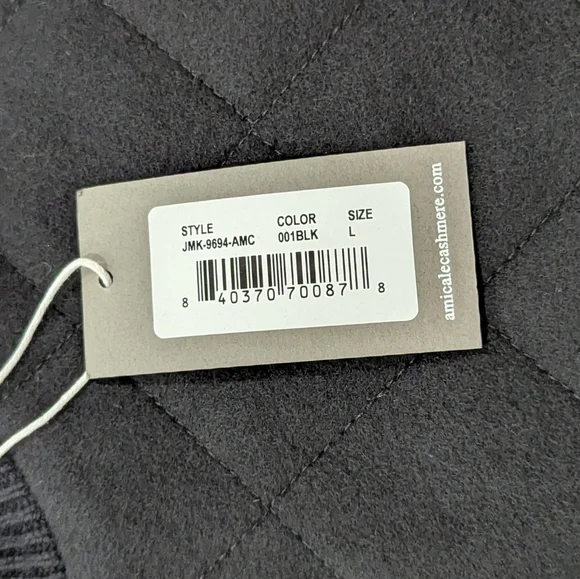 STYLE COLOR SIZE
JMK-9694-AMC 001BLK L
8 40370 70087 8
amicalecashmere.com